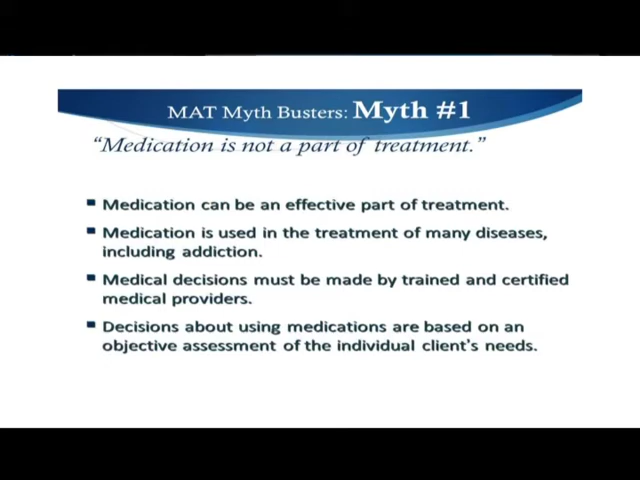 MAT Myth Busters: Myth #1
“Medication is not a part of treatment.”
Medication can be an effective part of treatment.
Medication is used in the treatment of many diseases,
including addiction.
Medical decisions must be made by trained and certified
medical providers.
Decisions about using medications are based on an
objective assessment of the individual client's needs.